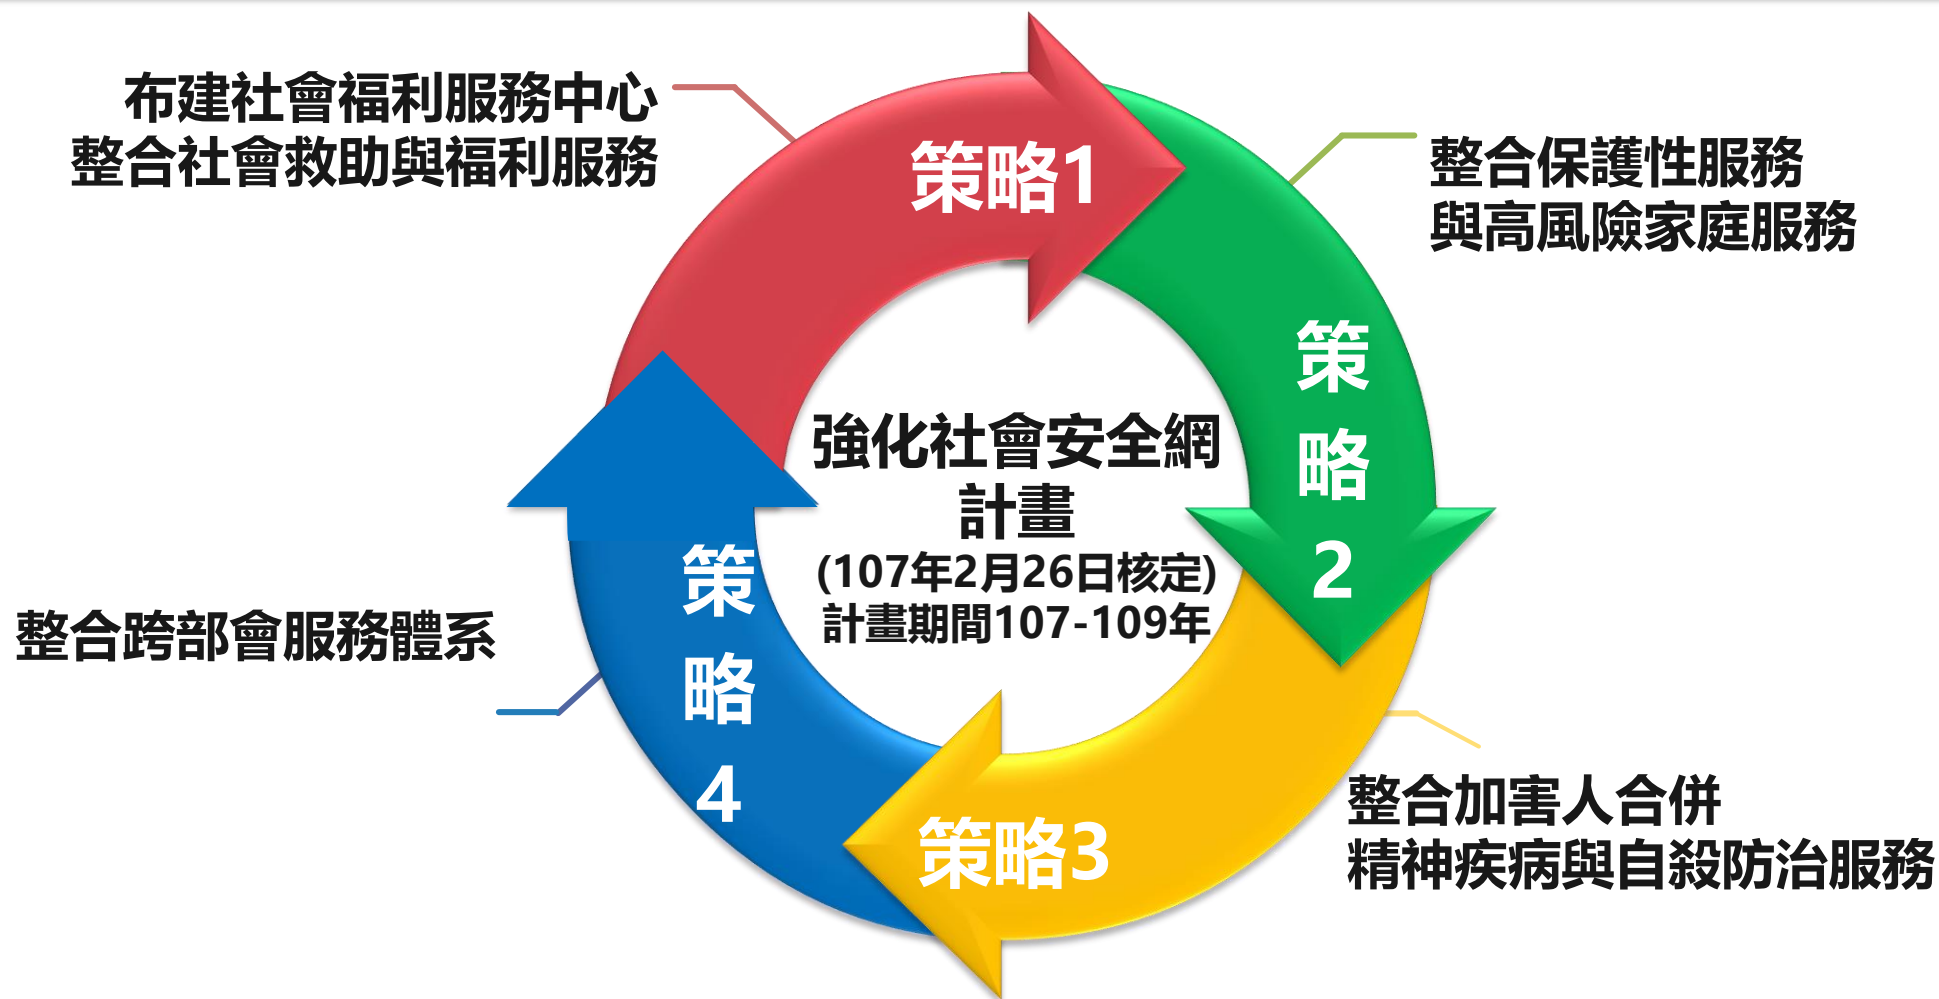 布建社會福利服務中心
整合社會救助與福利服務
策略1
整合保護性服務
與高風險家庭服務
策
略
2
強化社會安全網
計畫
(107年2月26日核定)
計畫期間107-109年
整合加害人合併
精神疾病與自殺防治服務
策略3
整合跨部會服務體系
策
略
4